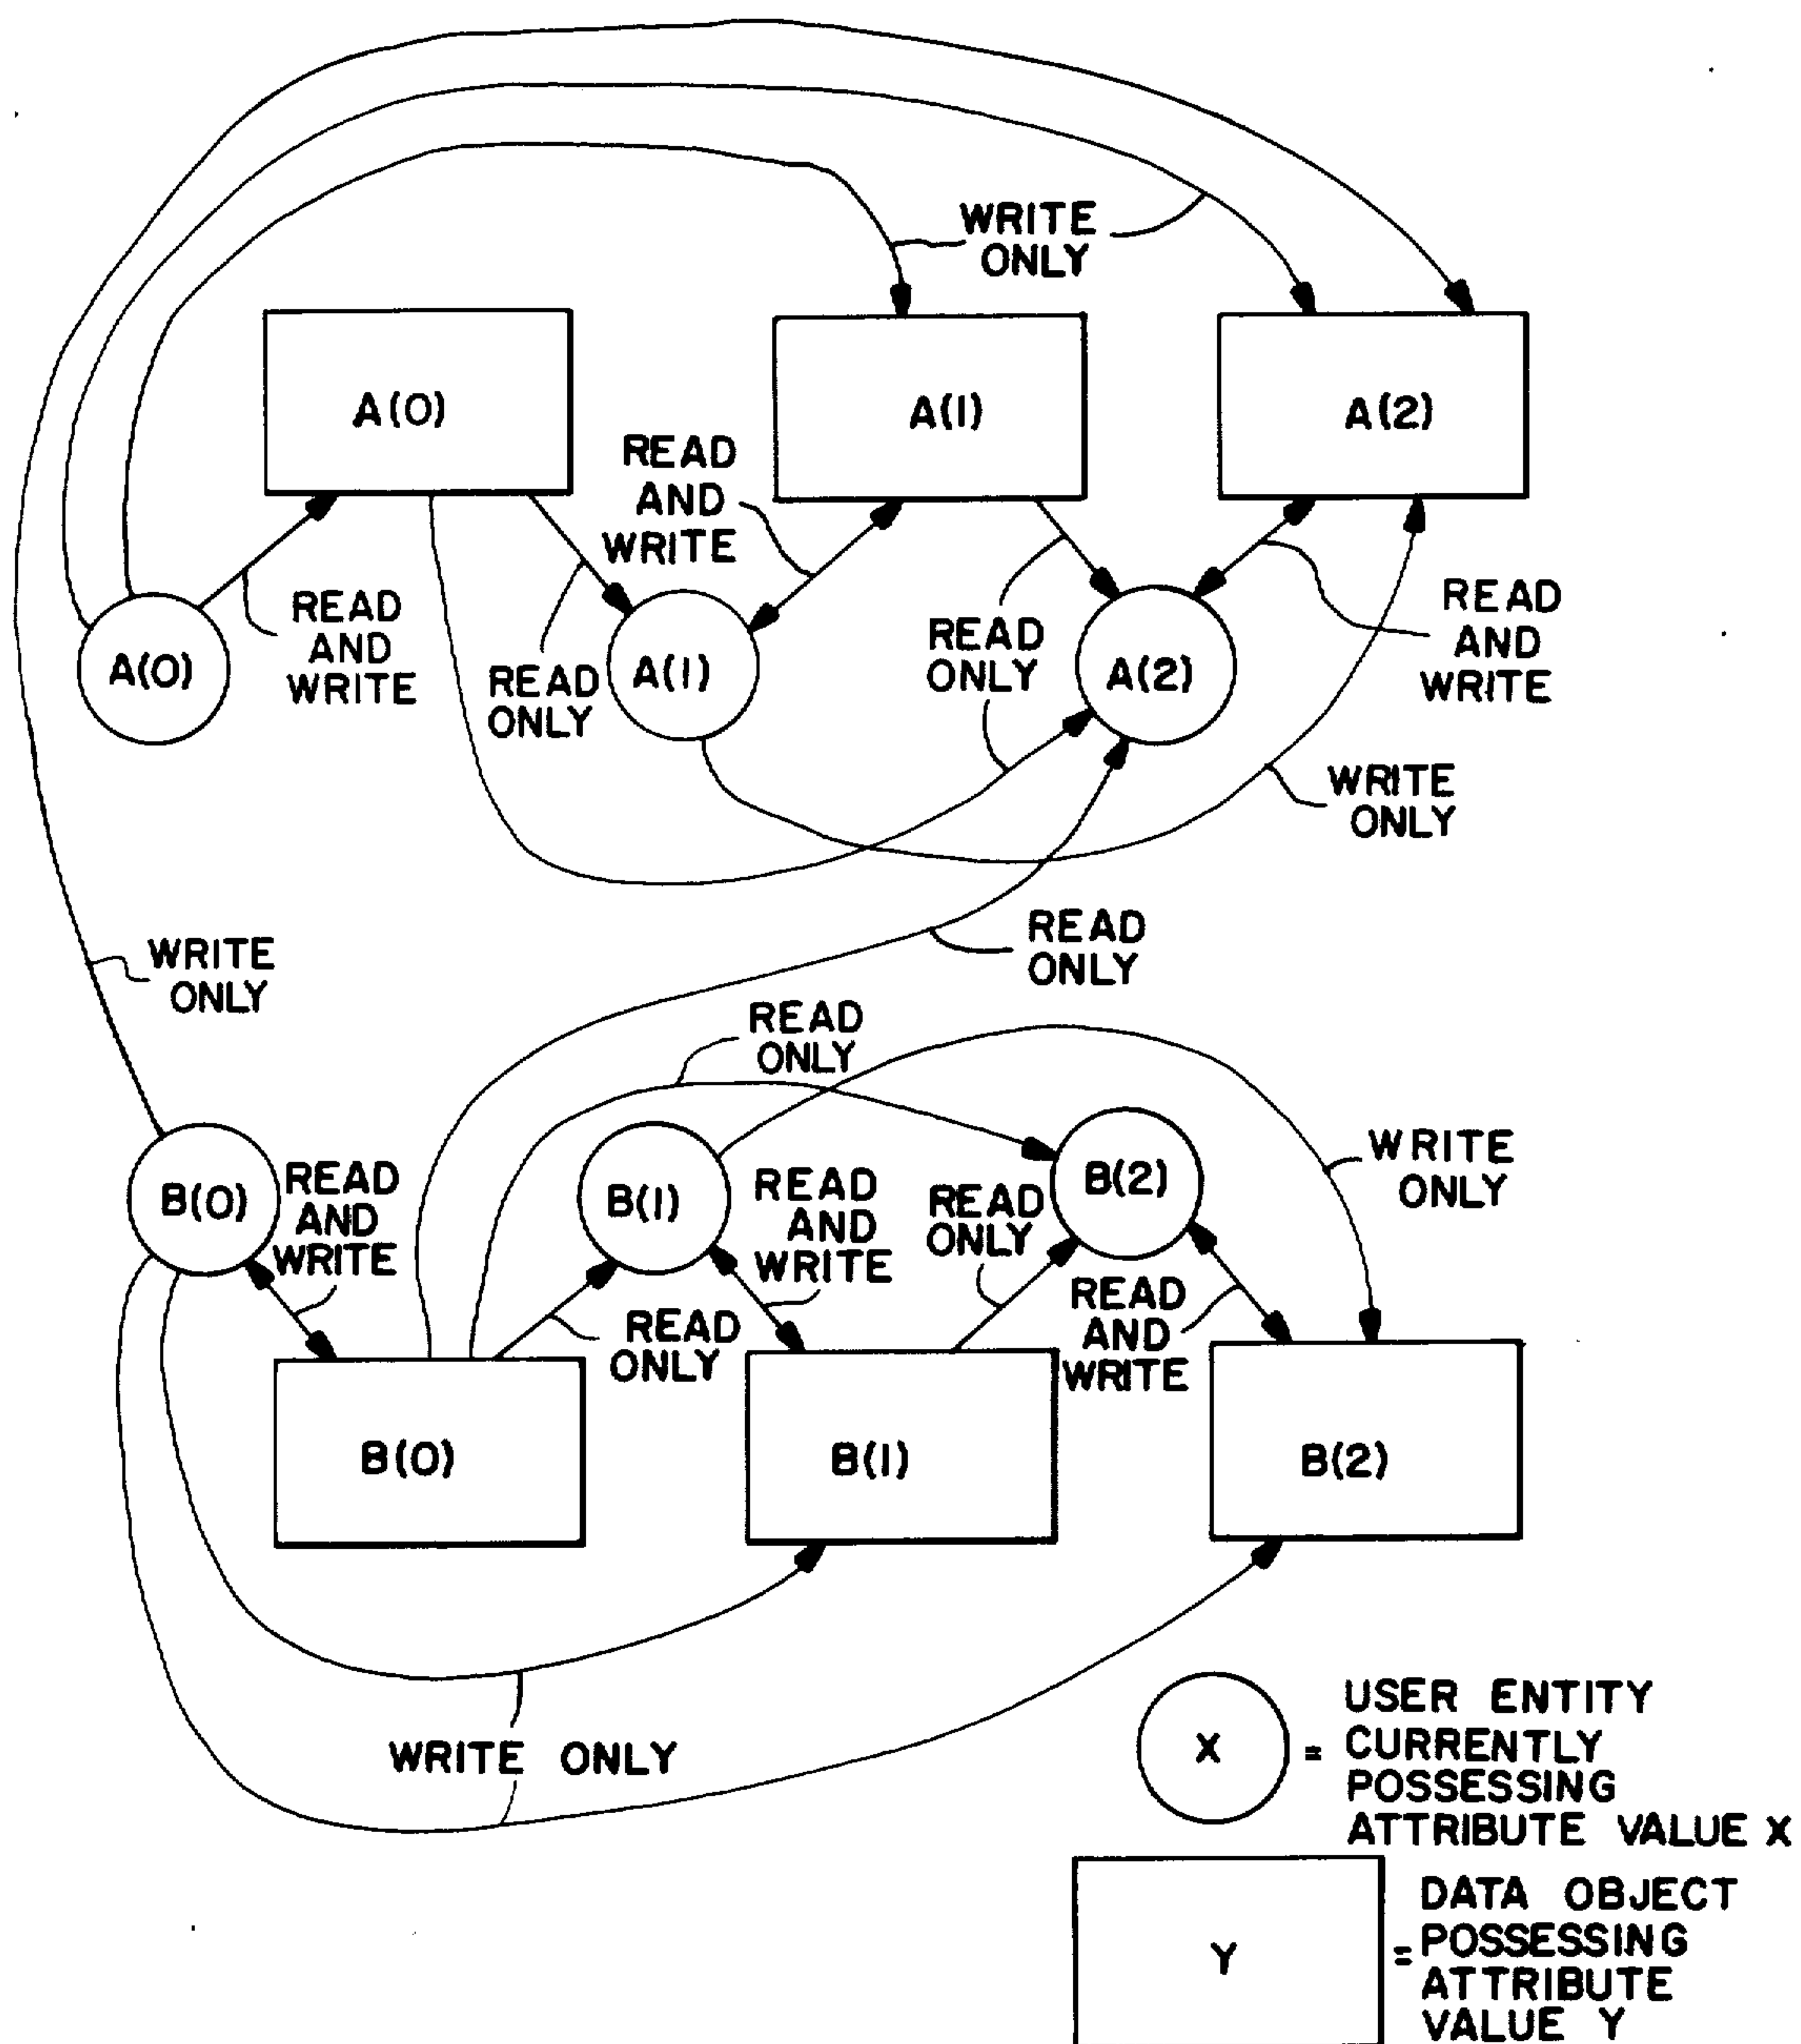 WRITE
ONLY
A(0)
A(1)
A(2)
READ
AND
WRITE
READ
AND
WRITE
A(0)
READ
ONLY
A(1)
READ
ONLY
A(2)
READ
AND
WRITE
WRITE
ONLY
READ
ONLY
WRITE
ONLY
READ
ONLY
B(0)
READ
AND
WRITE
B(1)
READ
AND
WRITE
READ
ONLY
B(2)
WRITE
ONLY
READ
ONLY
READ
AND
WRITE
B(0)
B(1)
B(2)
WRITE ONLY
X
=
USER ENTITY
CURRENTLY
POSSESSING
ATTRIBUTE VALUE X
Y
=
DATA OBJECT
POSSESSING
ATTRIBUTE
VALUE Y